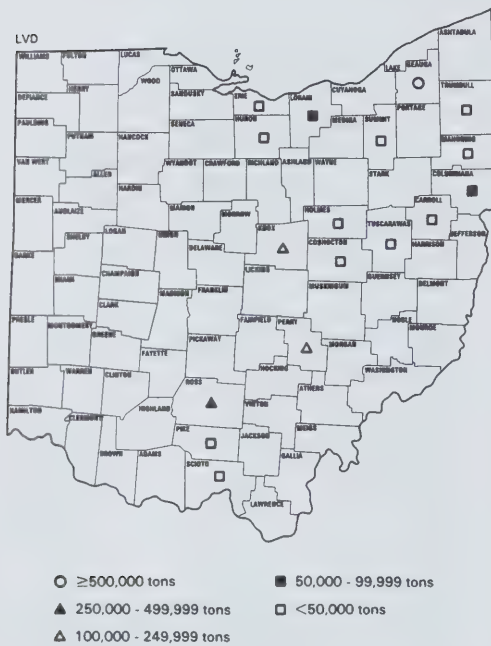 LVD
ASHTABULA
WILLIAMS
FULTON
LUCAS
LAKE
GEAUGA
OTTAWA
WOOD
CUYAHOGA
TRUMBULL
HENRY
SANDUSKY
ERIE
LORAIN
DEFIANCE
HURON
MEDINA
SUMMIT
PORTAGE
PAULDING
SENECA
MAHONING
PUTNAM
HANCOCK
VAN WERT
WYANDOT
CRAWFORD
RICHLAND
ASHLAND
WAYNE
STARK
COLUMBIANA
ALLEN
HARDIN
CARROLL
MERCER
MARION
HOLMES
AUGLAIZE
MORROW
TUSCARAWAS
JEFFERSON
LOGAN
KNOX
COSHOCTON
SHELBY
UNION
DELAWARE
HARRISON
DARKE
LICKING
GUERNSEY
CHAMPAIGN
MIAMI
MUSKINGUM
BELMONT
FRANKLIN
MADISON
CLARK
NOBLE
PREBLE
MONTGOMERY
FAIRFIELD
PERRY
MONROE
GREENE
PICKAWAY
MORGAN
FAYETTE
HOCKING
WASHINGTON
BUTLER
WARREN
CLINTON
ROSS
ATHENS
VINTON
HAMILTON
HIGHLAND
CLERMONT
PIKE
MEIGS
JACKSON
BROWN
ADAMS
GALLIA
SCIOTO
LAWRENCE
≥500,000 tons
50,000 - 99,999 tons
250,000 - 499,999 tons
<50,000 tons
100,000 - 249,999 tons